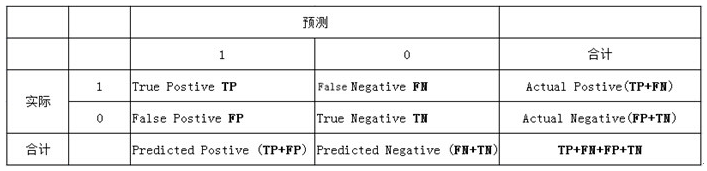 预测
1 0 合计
实际 1 True Postive TP False Negative FN Actual Postive(TP+FN)
0 False Postive FP True Negative TN Actual Negative(FP+TN)
合计 Predicted Postive (TP+FP) Predicted Negative (FN+TN) TP+FN+FP+TN